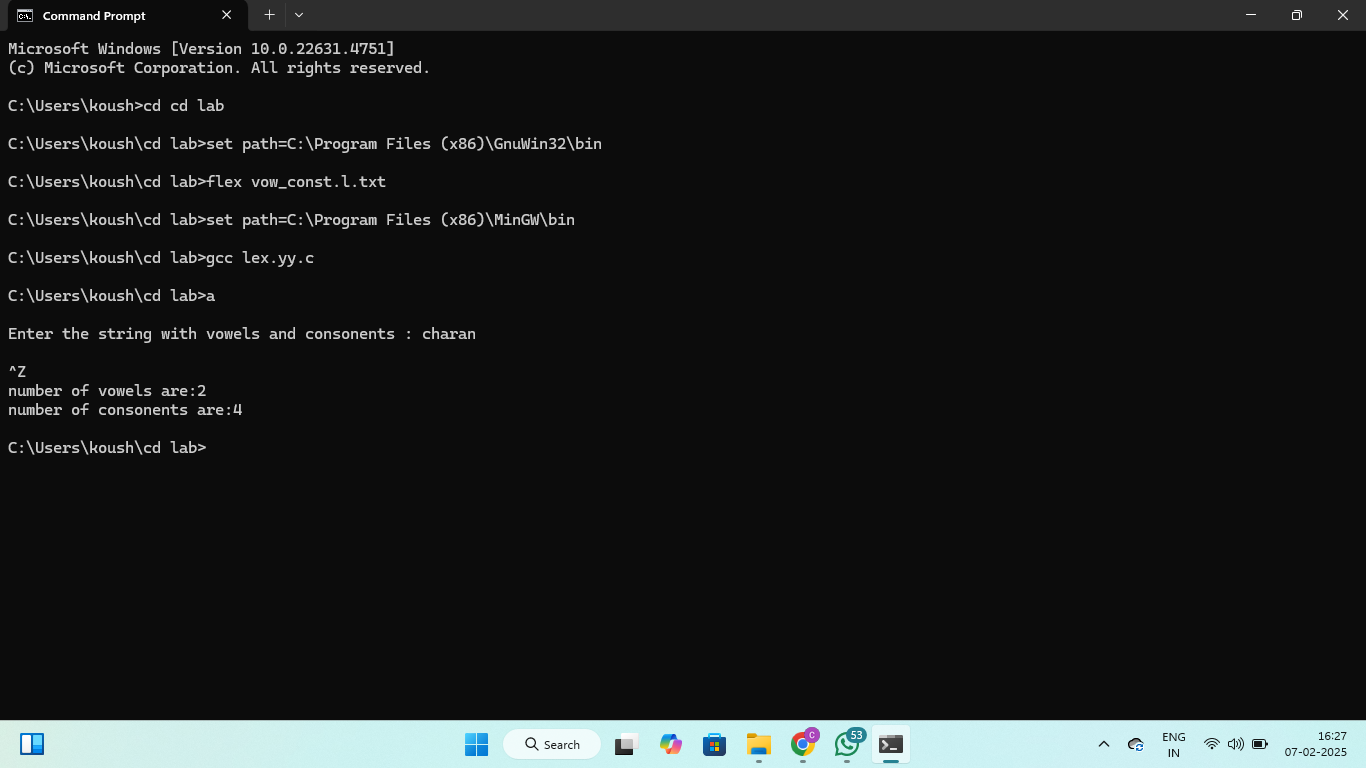 Command Prompt
Microsoft Windows [Version 10.0.22631.4751]
(c) Microsoft Corporation. All rights reserved.
C:\Users\koush>cd cd lab
C:\Users\koush\cd lab>set path=C:\Program Files (x86)\GnuWin32\bin
C:\Users\koush\cd lab>flex vow_const.l.txt
C:\Users\koush\cd lab>set path=C:\Program Files (x86)\MinGW\bin
C:\Users\koush\cd lab>gcc lex.yy.c
C:\Users\koush\cd lab>a
Enter the string with vowels and consonents : charan
^Z
number of vowels are:2
number of consonents are:4
C:\Users\koush\cd lab>
Search
C
53
ENG
IN
16:27
07-02-2025